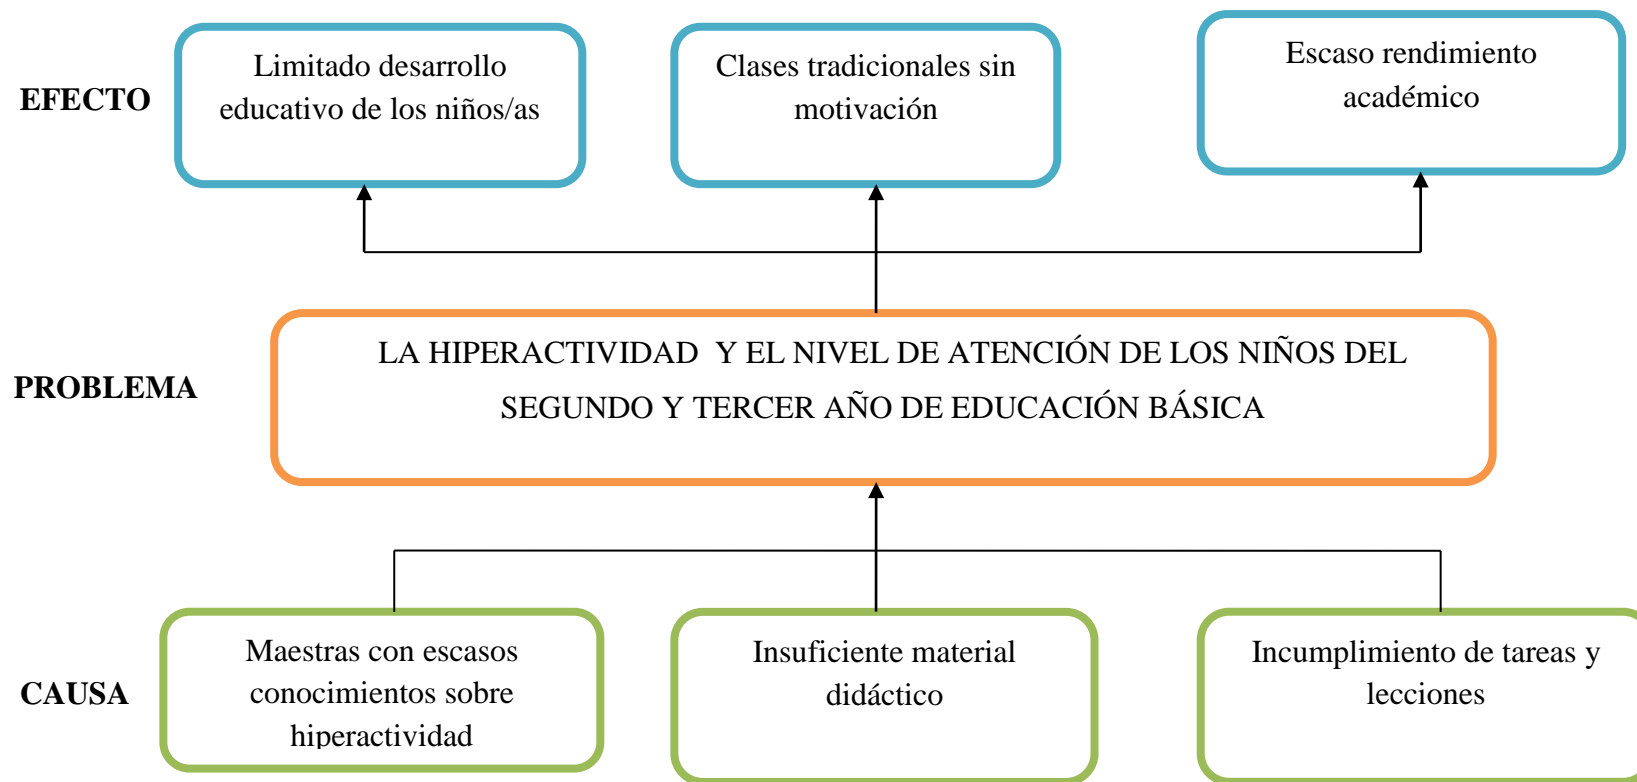 EFECTO
Limitado desarrollo
educativo de los niños/as
Clases tradicionales sin
motivación
Escaso rendimiento
académico
PROBLEMA
LA HIPERACTIVIDAD Y EL NIVEL DE ATENCIÓN DE LOS NIÑOS DEL
SEGUNDO Y TERCER AÑO DE EDUCACIÓN BÁSICA
CAUSA
Maestras con escasos
conocimientos sobre
hiperactividad
Insuficiente material
didáctico
Incumplimiento de tareas y
lecciones